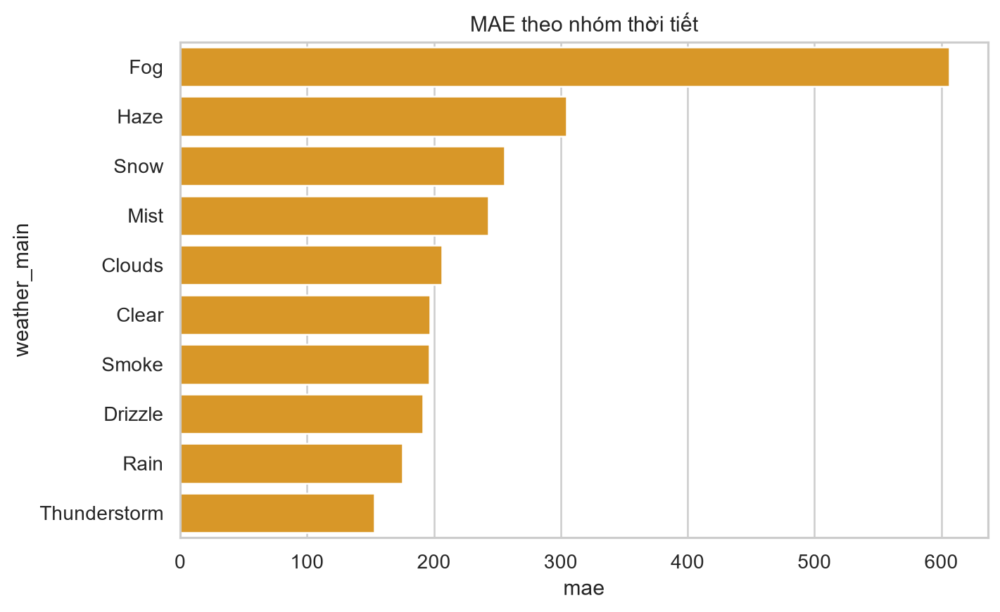 MAE theo nhóm thời tiết
weather_main
Fog
Haze
Snow
Mist
Clouds
Clear
Smoke
Drizzle
Rain
Thunderstorm
0 100 200 300 400 500 600
mae